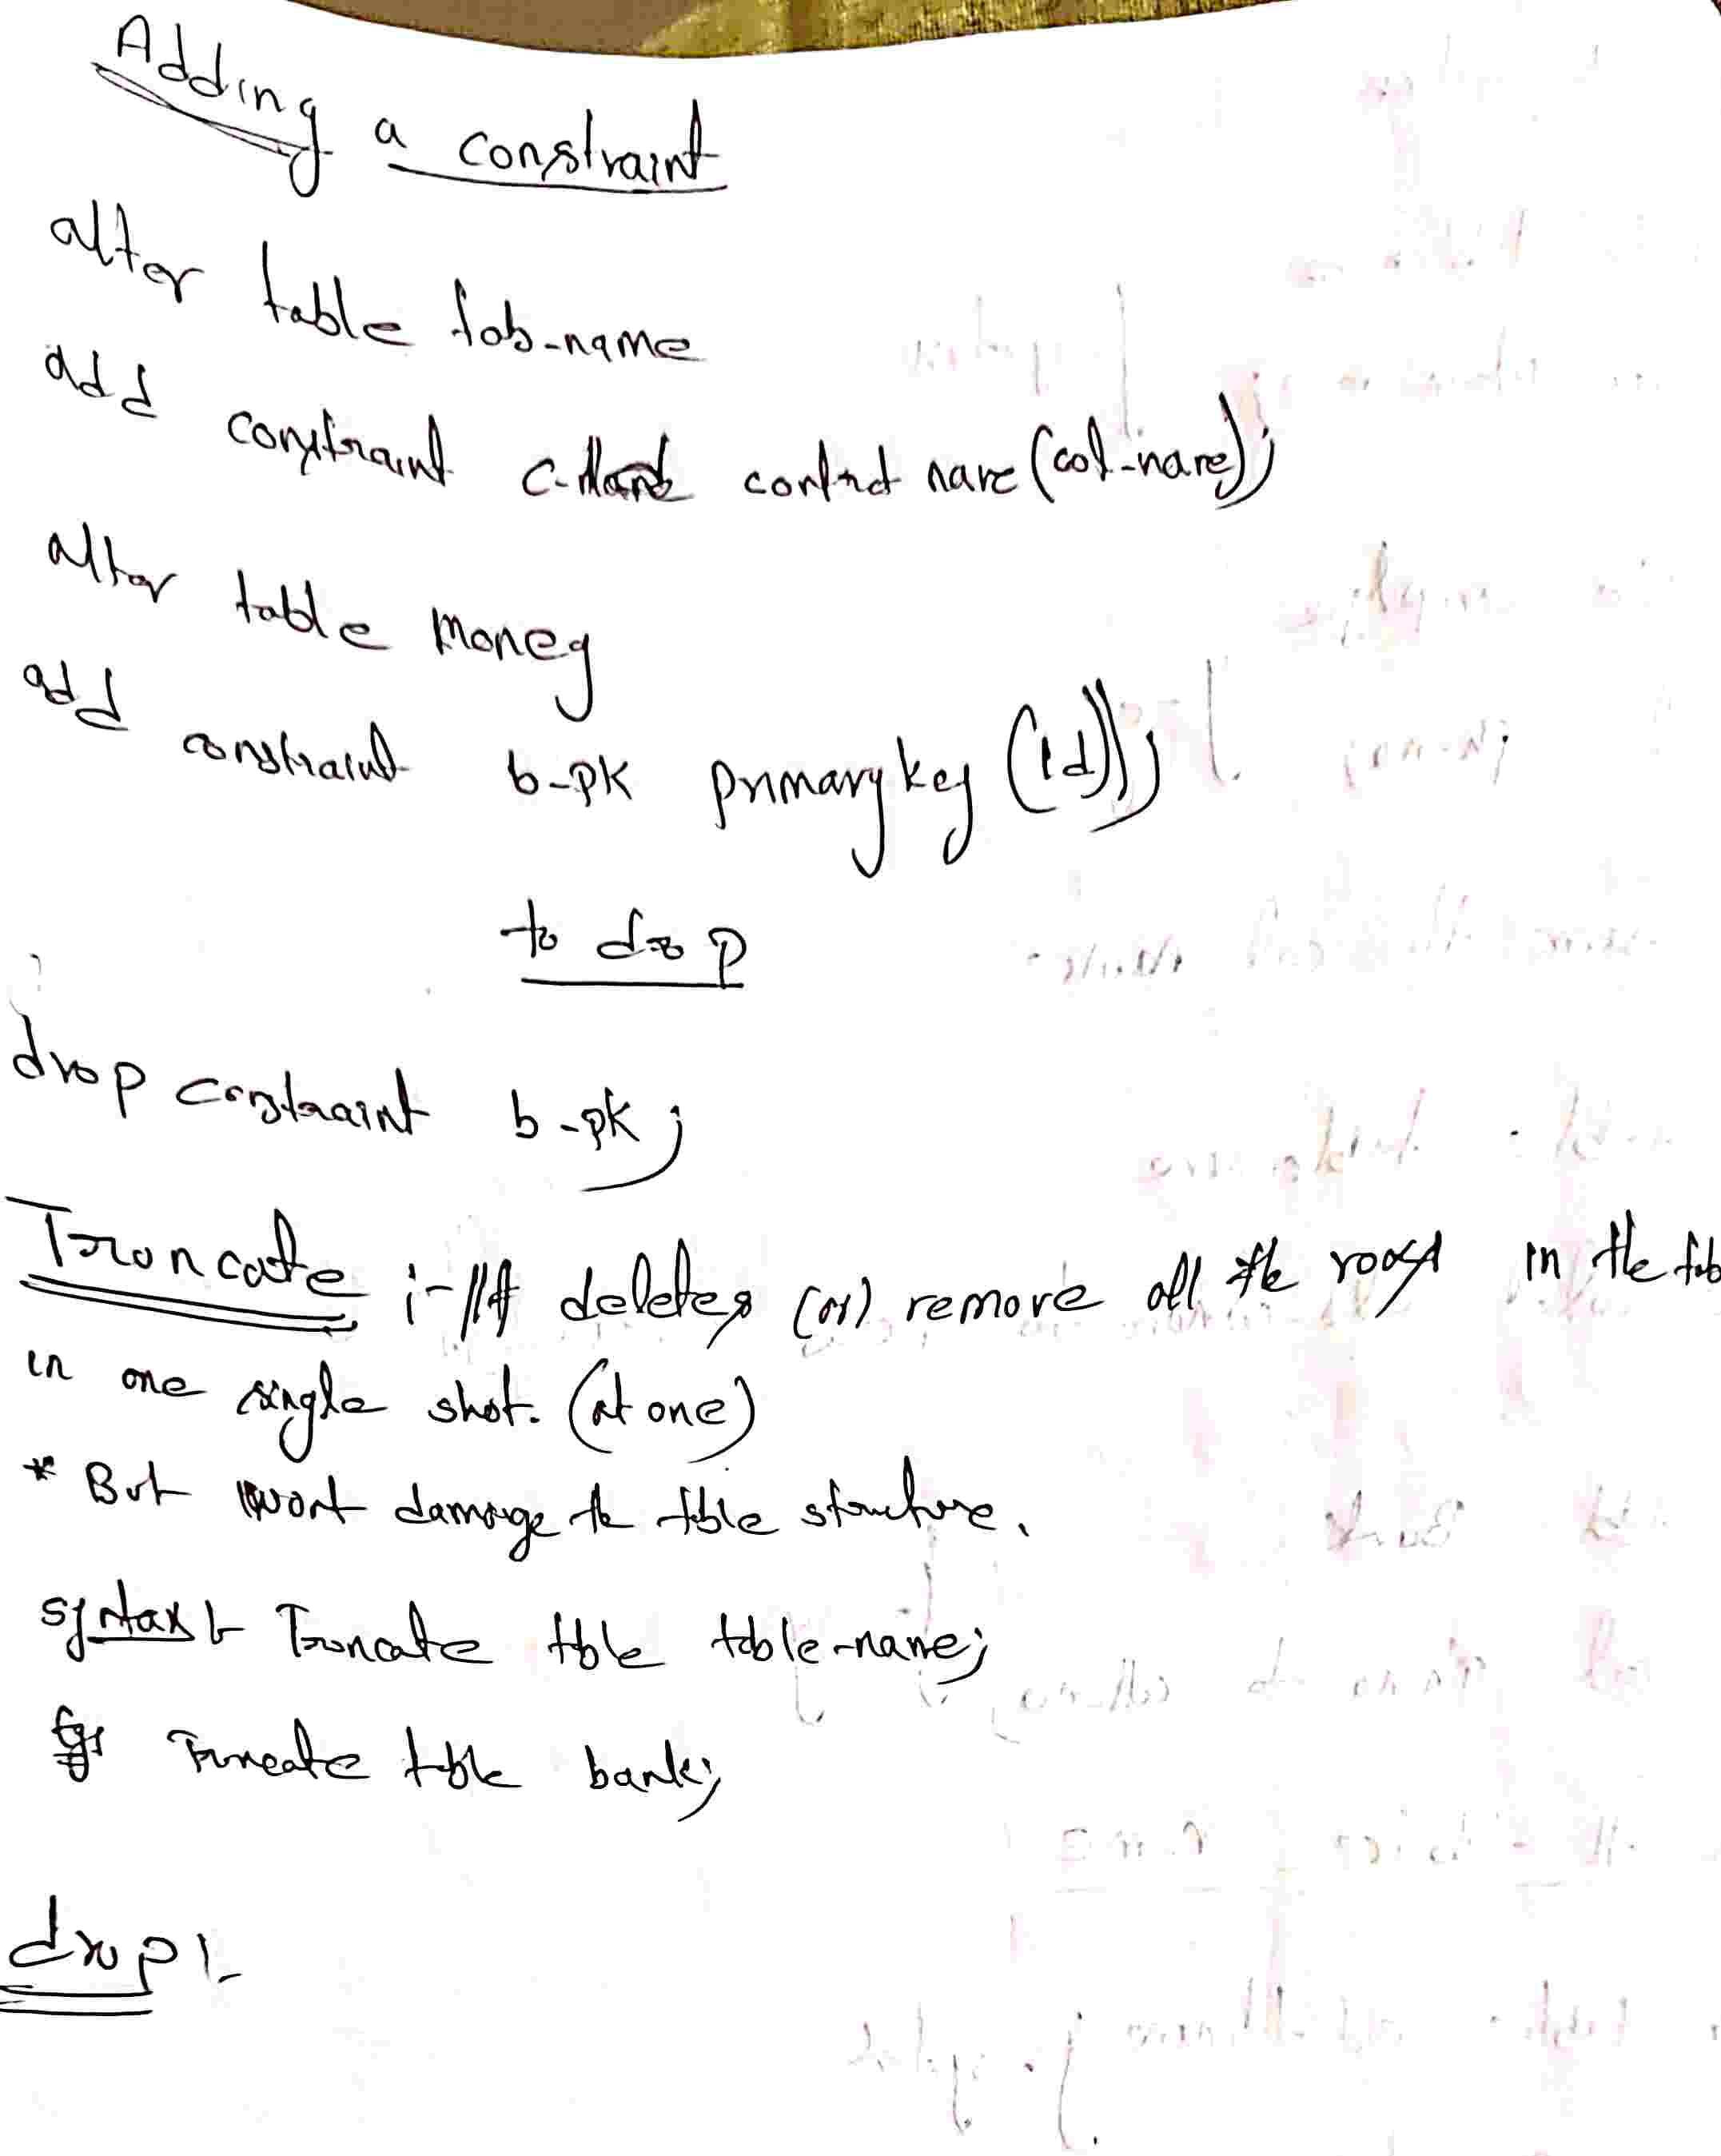 Adding a constraint
alter table tab-name
add constraint c- name (col-name);
alter table money
add constraint b-pk primary key (id);
to drop
drop constraint b-pk;
Truncate :- It deletes (or) remove all the rows in the tab
in one single shot. (at one)
* But wont damage the table structure.
syntax :- Truncate table table-name;
Eg: Truncate table bank;
drop :-